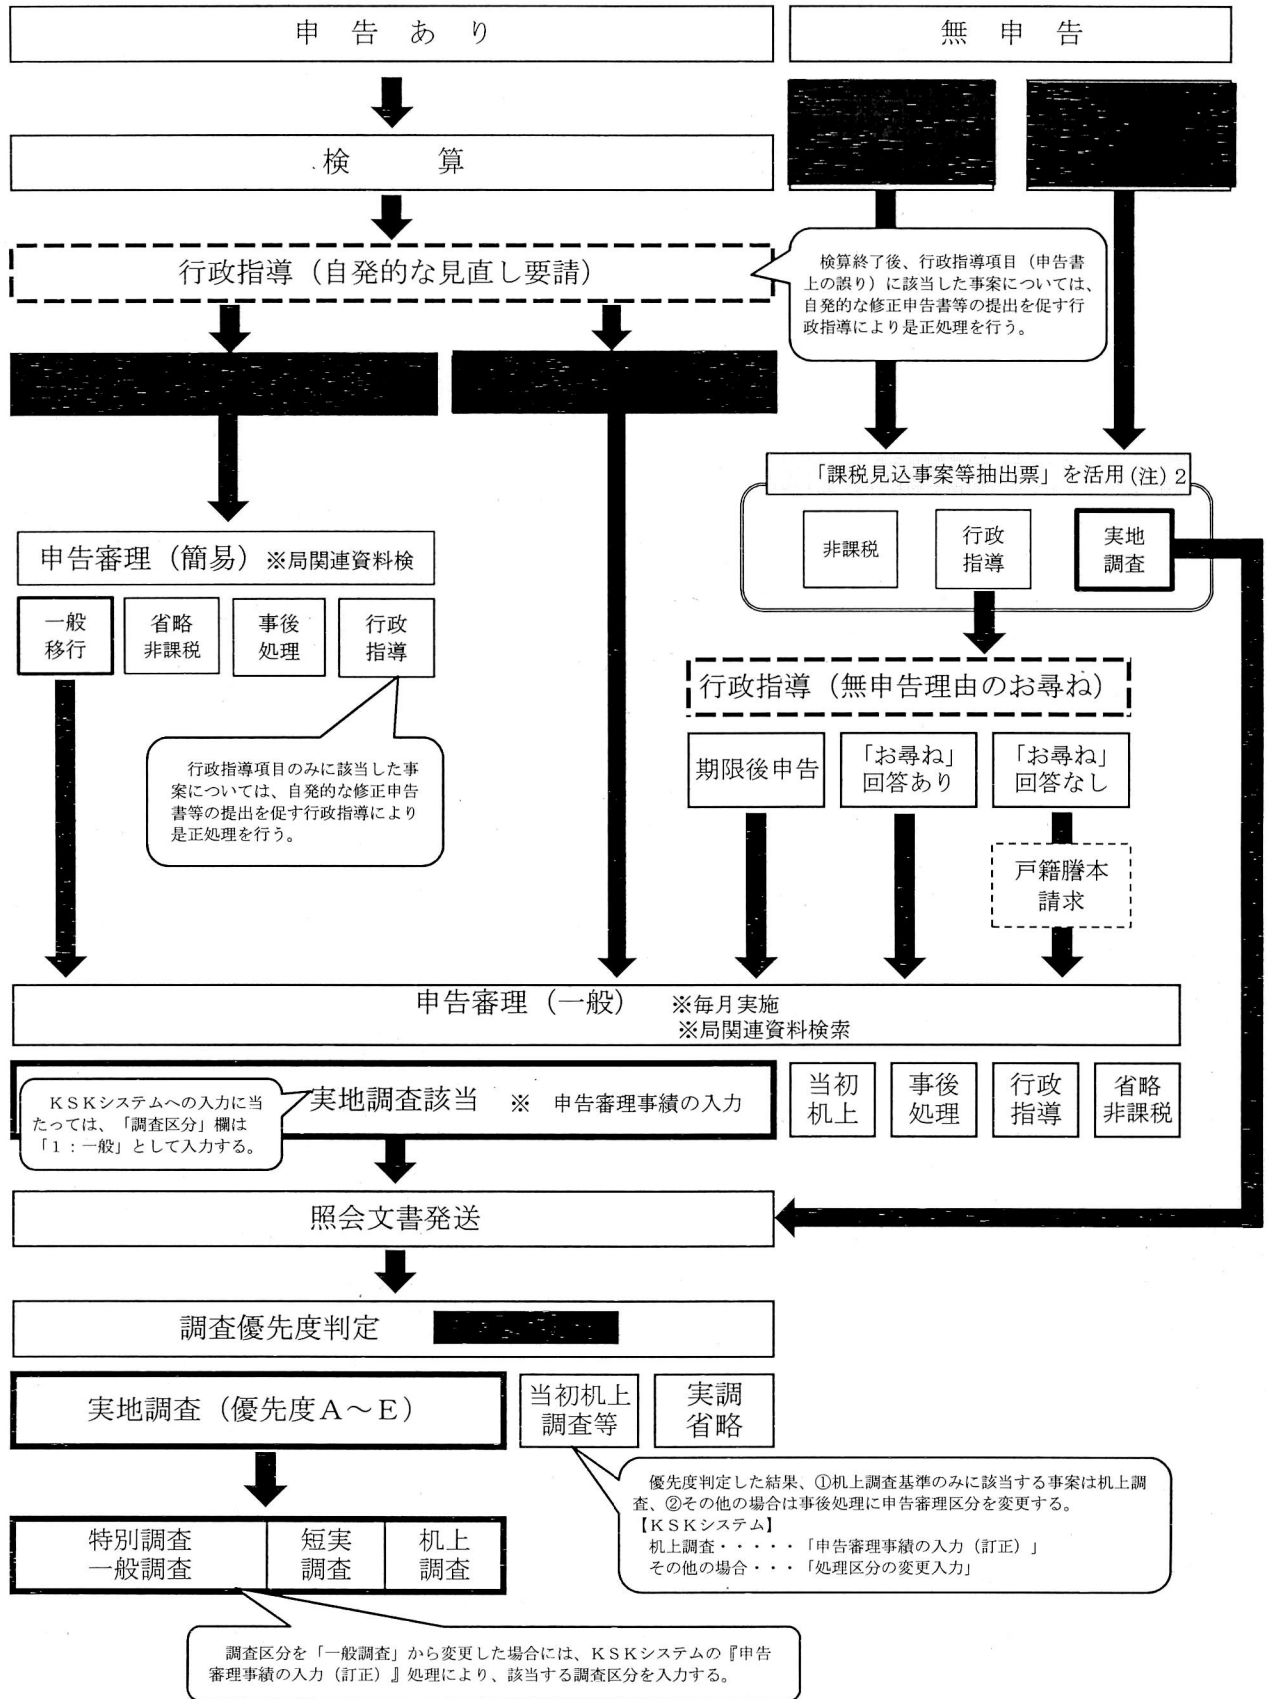 申告あり
無申告
検算
行政指導（自発的な見直し要請）
検算終了後、行政指導項目（申告書
上の誤り）に該当した事案については、
自発的な修正申告書等の提出を促す行
政指導により是正処理を行う。
「課税見込事案等抽出票」を活用(注)2
非課税
行政
指導
実地
調査
申告審理（簡易）※局関連資料検
一般
移行
省略
非課税
事後
処理
行政
指導
行政指導項目のみに該当した事
案については、自発的な修正申告
書等の提出を促す行政指導により
是正処理を行う。
行政指導（無申告理由のお尋ね）
期限後申告
「お尋ね」
回答あり
「お尋ね」
回答なし
戸籍謄本
請求
申告審理（一般）　※毎月実施
※局関連資料検索
実地調査該当　※　申告審理事績の入力
ＫＳＫシステムへの入力に当
たっては、「調査区分」欄は
「１：一般」として入力する。
当初
机上
事後
処理
行政
指導
省略
非課税
照会文書発送
調査優先度判定
実地調査（優先度Ａ～Ｅ）
当初机上
調査等
実調
省略
優先度判定した結果、①机上調査基準のみに該当する事案は机上調
査、②その他の場合は事後処理に申告審理区分を変更する。
【ＫＳＫシステム】
机上調査・・・・・「申告審理事績の入力（訂正）」
その他の場合・・・「処理区分の変更入力」
特別調査
一般調査
短実
調査
机上
調査
調査区分を「一般調査」から変更した場合には、ＫＳＫシステムの『申告
審理事績の入力（訂正）』処理により、該当する調査区分を入力する。